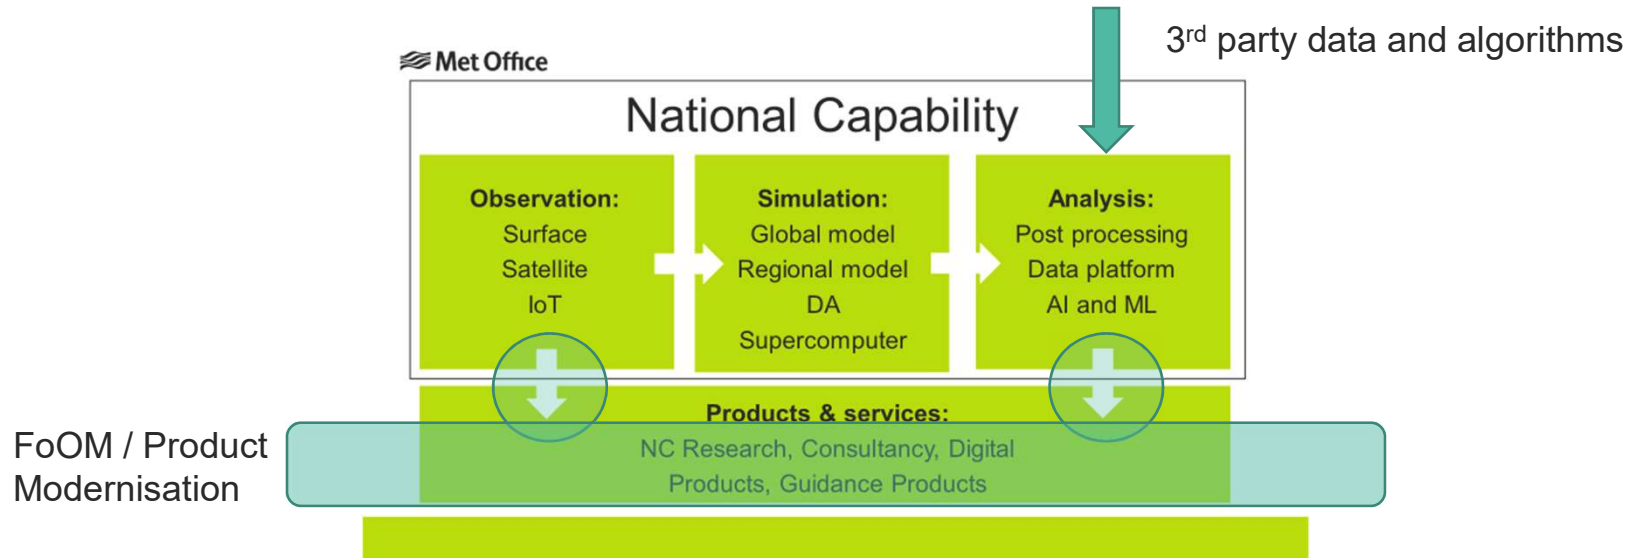 3rd party data and algorithms
Met Office
National Capability
Observation:
Surface
Satellite
IoT
Simulation:
Global model
Regional model
DA
Supercomputer
Analysis:
Post processing
Data platform
AI and ML
Products & services:
NC Research, Consultancy, Digital
Products, Guidance Products
FoOM / Product
Modernisation